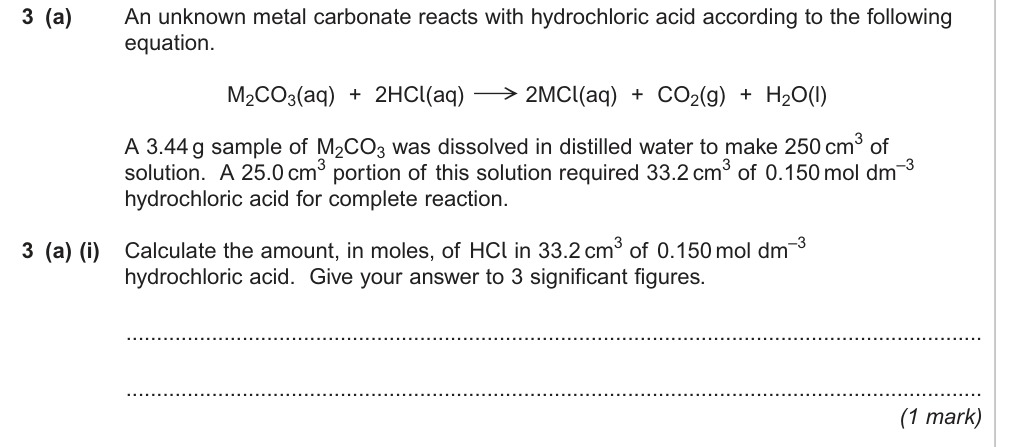 3 (a) An unknown metal carbonate reacts with hydrochloric acid according to the following
equation.
M₂CO₃(aq) + 2HCl(aq) ⟶ 2MCl(aq) + CO₂(g) + H₂O(l)
A 3.44 g sample of M₂CO₃ was dissolved in distilled water to make 250 cm³ of
solution. A 25.0 cm³ portion of this solution required 33.2 cm³ of 0.150 mol dm⁻³
hydrochloric acid for complete reaction.
3 (a) (i) Calculate the amount, in moles, of HCl in 33.2 cm³ of 0.150 mol dm⁻³
hydrochloric acid. Give your answer to 3 significant figures.
(1 mark)